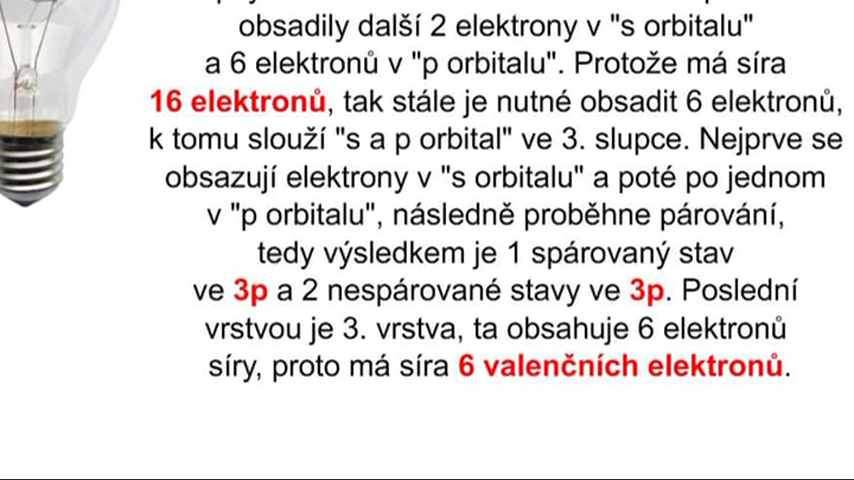 obsadily další 2 elektrony v "s orbitalu"
a 6 elektronů v "p orbitalu". Protože má síra
16 elektronů, tak stále je nutné obsadit 6 elektronů,
k tomu slouží "s a p orbital" ve 3. slupce. Nejprve se
obsazují elektrony v "s orbitalu" a poté po jednom
v "p orbitalu", následně proběhne párování,
tedy výsledkem je 1 spárovaný stav
ve 3p a 2 nespárované stavy ve 3p. Poslední
vrstvou je 3. vrstva, ta obsahuje 6 elektronů
síry, proto má síra 6 valenčních elektronů.